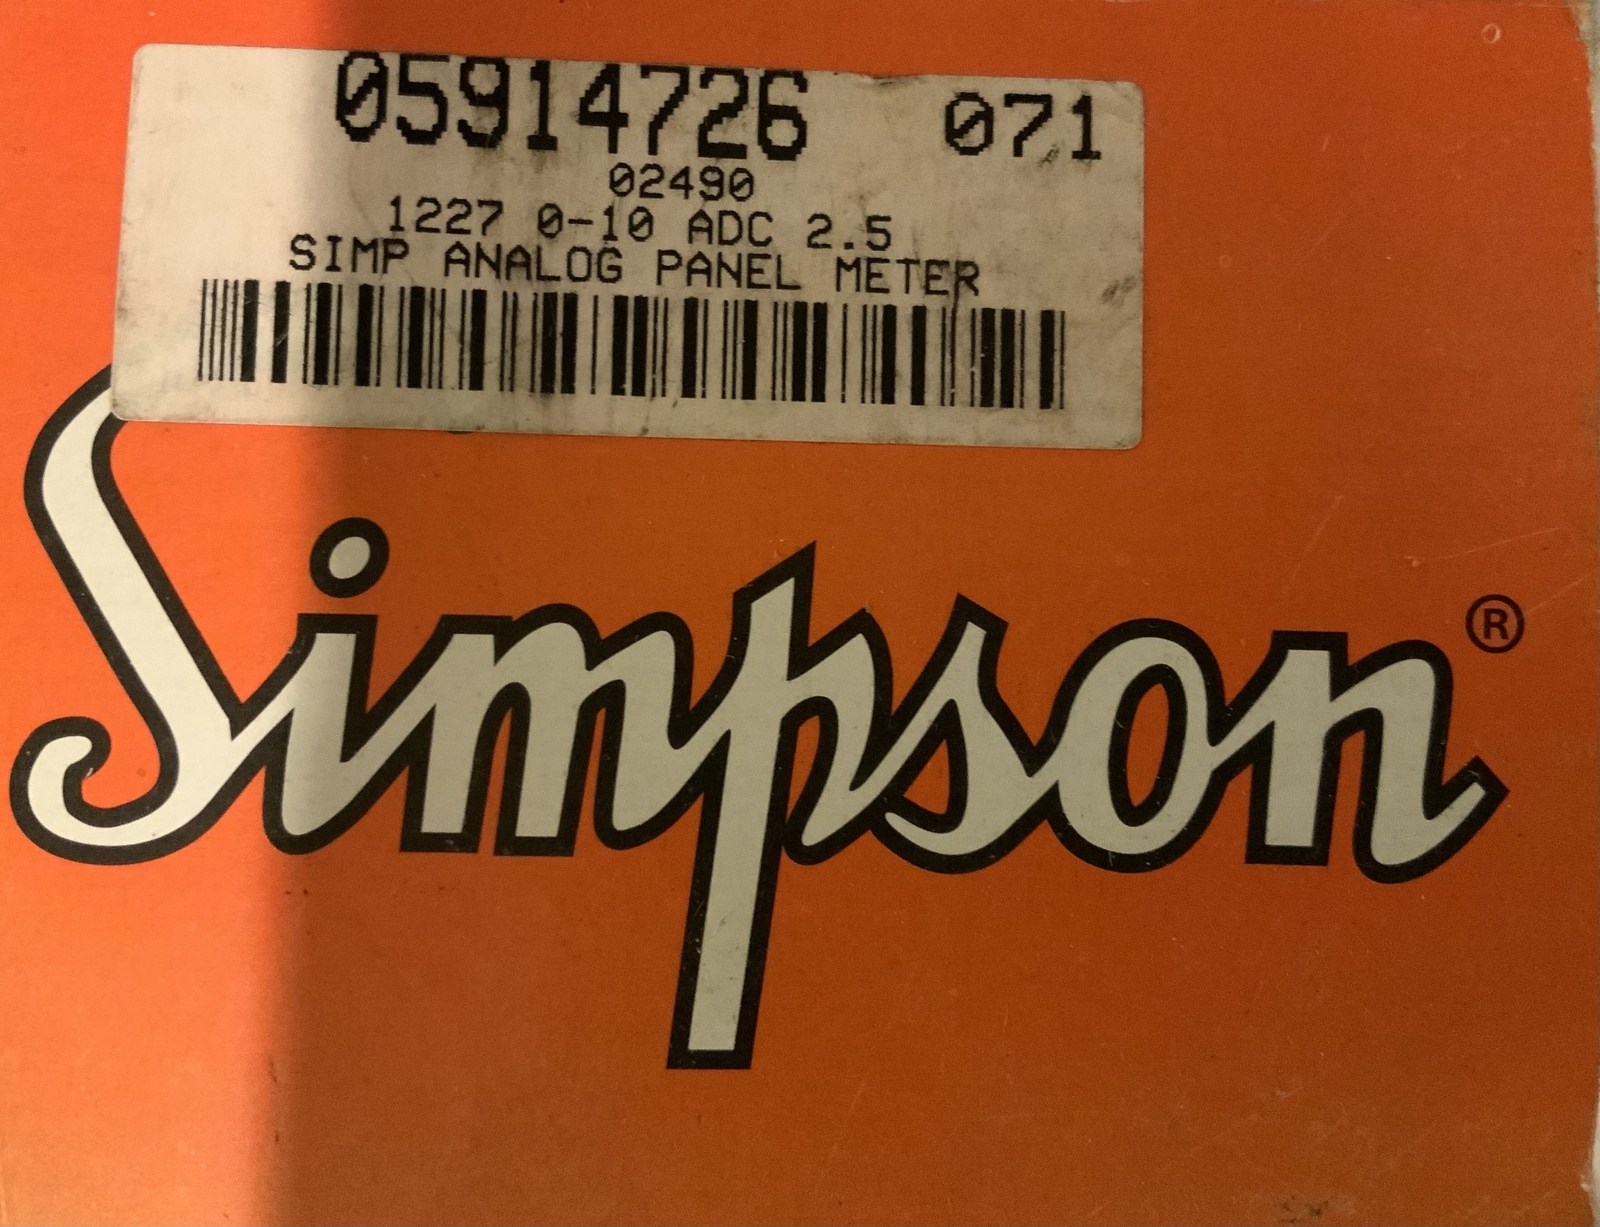 05914726 071
02490
1227 0-10 ADC 2.5
SIMP ANALOG PANEL METER
Simpson ®